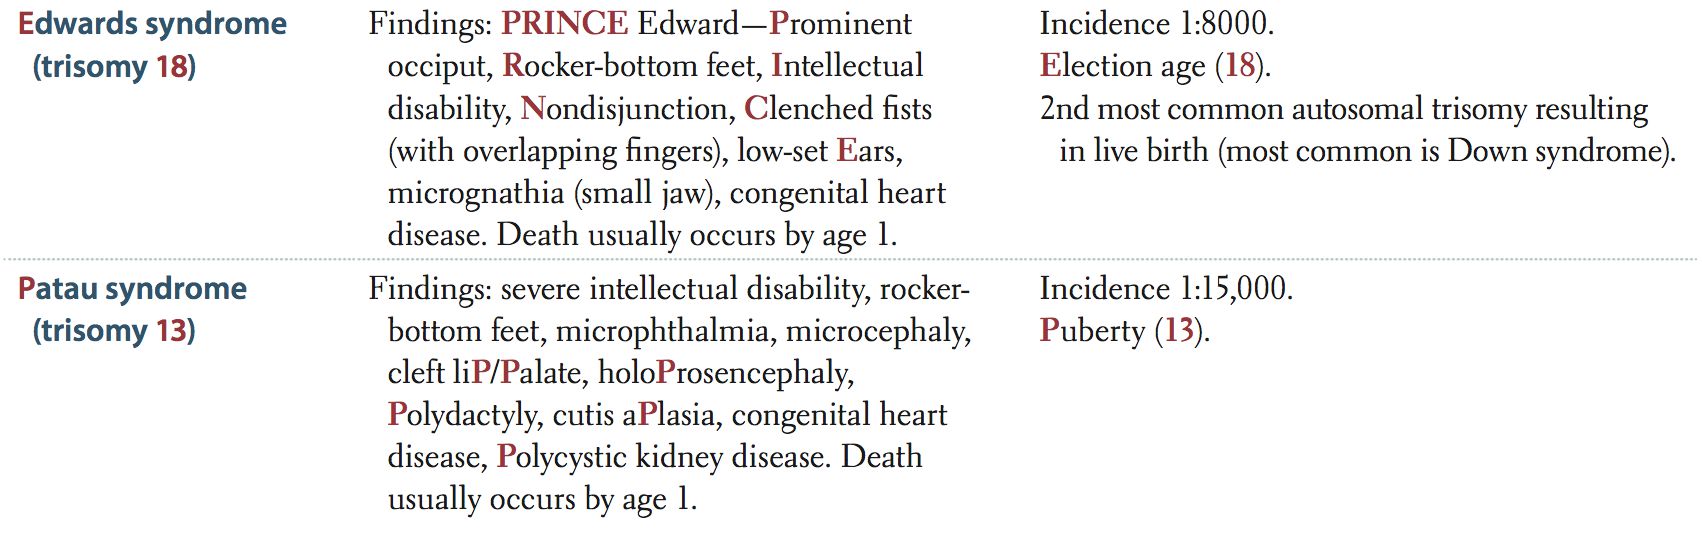 Edwards syndrome
(trisomy 18)
Findings: PRINCE Edward—Prominent
occiput, Rocker-bottom feet, Intellectual
disability, Nondisjunction, Clenched fists
(with overlapping fingers), low-set Ears,
micrognathia (small jaw), congenital heart
disease. Death usually occurs by age 1.
Incidence 1:8000.
Election age (18).
2nd most common autosomal trisomy resulting
in live birth (most common is Down syndrome).
Patau syndrome
(trisomy 13)
Findings: severe intellectual disability, rocker-
bottom feet, microphthalmia, microcephaly,
cleft liP/Palate, holoProsencephaly,
Polydactyly, cutis aPlasia, congenital heart
disease, Polycystic kidney disease. Death
usually occurs by age 1.
Incidence 1:15,000.
Puberty (13).